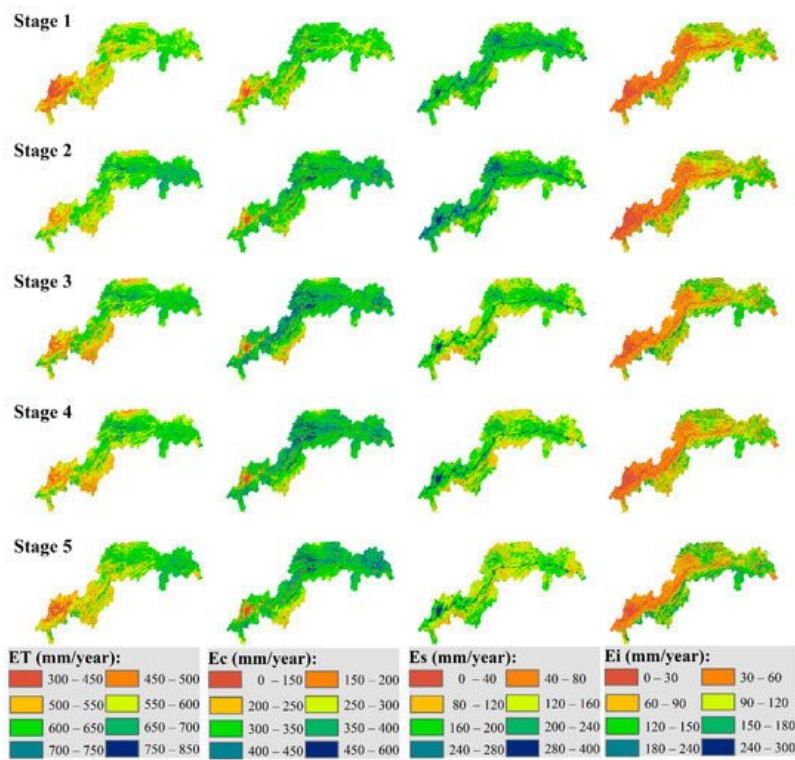 Stage 1
Stage 2
Stage 3
Stage 4
Stage 5
ET (mm/year): Ec (mm/year): Es (mm/year): Ei (mm/year):
300 – 450 450 – 500 0 – 150 150 – 200 0 – 40 40 – 80 0 – 30 30 – 60
500 – 550 550 – 600 200 – 250 250 – 300 80 – 120 120 – 160 60 – 90 90 – 120
600 – 650 650 – 700 300 – 350 350 – 400 160 – 200 200 – 240 120 – 150 150 – 180
700 – 750 750 – 850 400 – 450 450 – 600 240 – 280 280 – 400 180 – 240 240 – 300